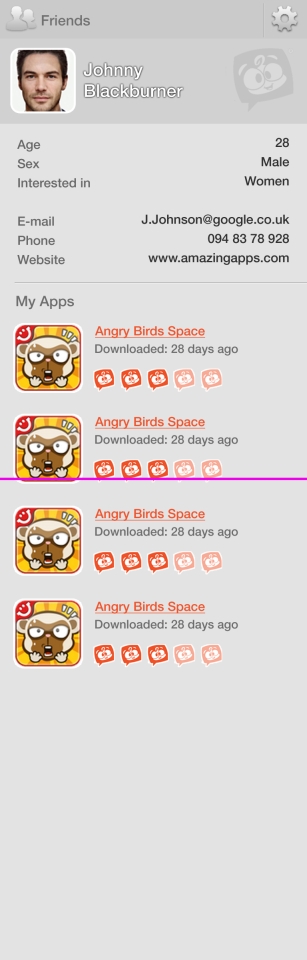 Friends
Johnny
Blackburner
Age 28
Sex Male
Interested in Women
E-mail J.Johnson@google.co.uk
Phone 094 83 78 928
Website www.amazingapps.com
My Apps
Angry Birds Space
Downloaded: 28 days ago
Angry Birds Space
Downloaded: 28 days ago
Angry Birds Space
Downloaded: 28 days ago
Angry Birds Space
Downloaded: 28 days ago